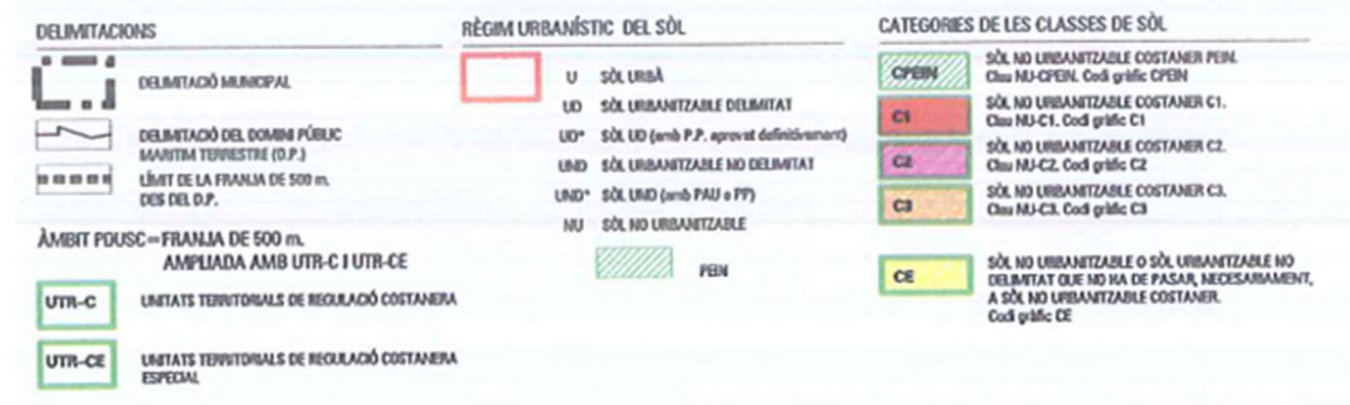 DELIMITACIONS
DELIMITACIÓ MUNICIPAL
DELIMITACIÓ DEL DOMINI PÚBLIC
MARITIM TERRESTRE (D.P.)
LÍMIT DE LA FRANJA DE 500 m.
DES DEL D.P.
ÀMBIT PDUSC=FRANJA DE 500 m.
AMPLIADA AMB UTR-C I UTR-CE
UTR-C UNITATS TERRITORIALS DE REGULACIÓ COSTANERA
UTR-CE UNITATS TERRITORIALS DE REGULACIÓ COSTANERA
ESPECIAL
RÈGIM URBANÍSTIC DEL SÒL
U SÒL URBÀ
UD SÒL URBANITZABLE DELIMITAT
UD* SÒL UD (amb P.P. aprovat definitivament)
UND SÒL URBANITZABLE NO DELIMITAT
UND* SÒL UND (amb PAU o PP)
NU SÒL NO URBANITZABLE
PEIN
CATEGORIES DE LES CLASSES DE SÒL
CPEIN SÒL NO URBANITZABLE COSTANER PEIN.
Clau NU-CPEIN. Codi gràfic CPEIN
C1 SÒL NO URBANITZABLE COSTANER C1.
Clau NU-C1. Codi gràfic C1
C2 SÒL NO URBANITZABLE COSTANER C2.
Clau NU-C2. Codi gràfic C2
C3 SÒL NO URBANITZABLE COSTANER C3.
Clau NU-C3. Codi gràfic C3
CE SÒL NO URBANITZABLE O SÒL URBANITZABLE NO
DELIMITAT QUE NO HA DE PASAR, NECESARIAMENT,
A SÒL NO URBANITZABLE COSTANER.
Codi gràfic CE